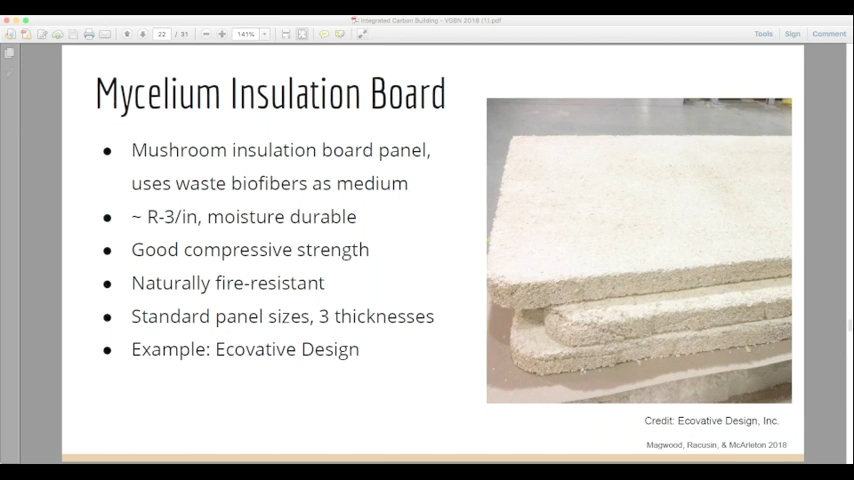 Integrated Carbon Building - VGBN 2018 (1).pdf
22 / 31
141%
Tools Sign Comment
Mycelium Insulation Board
● Mushroom insulation board panel,
uses waste biofibers as medium
● ~ R-3/in, moisture durable
● Good compressive strength
● Naturally fire-resistant
● Standard panel sizes, 3 thicknesses
● Example: Ecovative Design
Credit: Ecovative Design, Inc.
Magwood, Racusin, & McArleton 2018